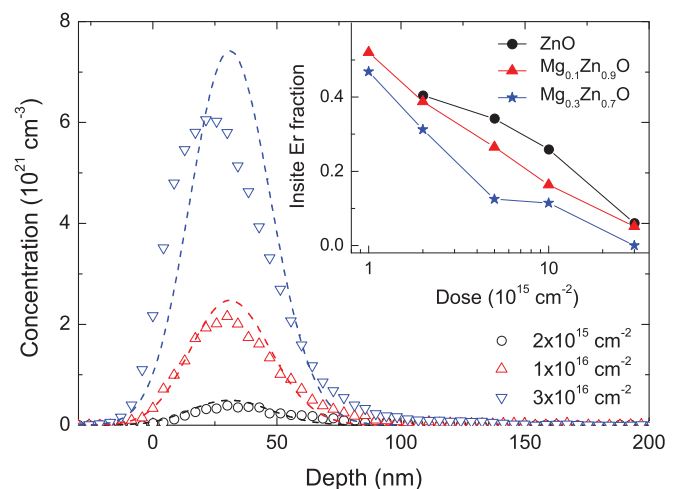 8
6
4
2
0
Concentration (10²¹ cm⁻³)
0
50
100
150
200
Depth (nm)
2x10¹⁵ cm⁻²
1x10¹⁶ cm⁻²
3x10¹⁶ cm⁻²
0.4
0.2
0.0
Insite Er fraction
1
10
Dose (10¹⁵ cm⁻²)
ZnO
Mg₀.₁Zn₀.₉O
Mg₀.₃Zn₀.₇O